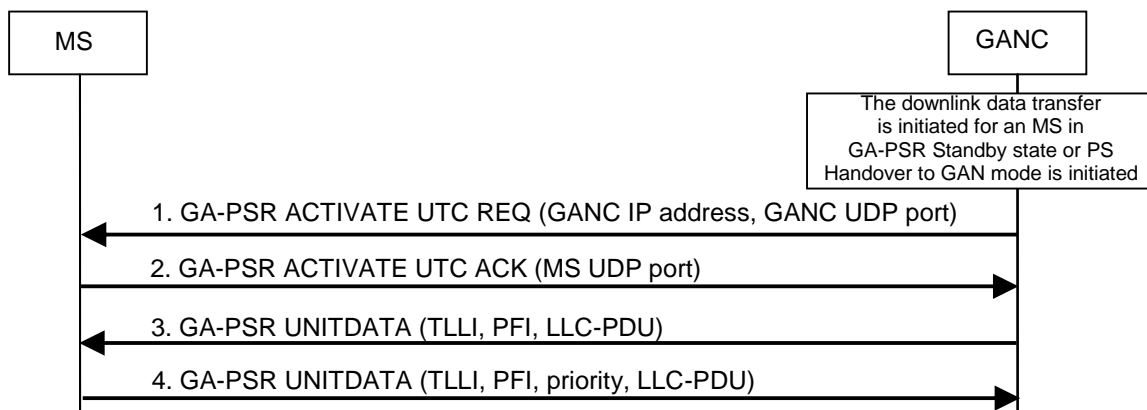 MS
GANC
The downlink data transfer
is initiated for an MS in
GA-PSR Standby state or PS
Handover to GAN mode is initiated
1. GA-PSR ACTIVATE UTC REQ (GANC IP address, GANC UDP port)
2. GA-PSR ACTIVATE UTC ACK (MS UDP port)
3. GA-PSR UNITDATA (TLLI, PFI, LLC-PDU)
4. GA-PSR UNITDATA (TLLI, PFI, priority, LLC-PDU)